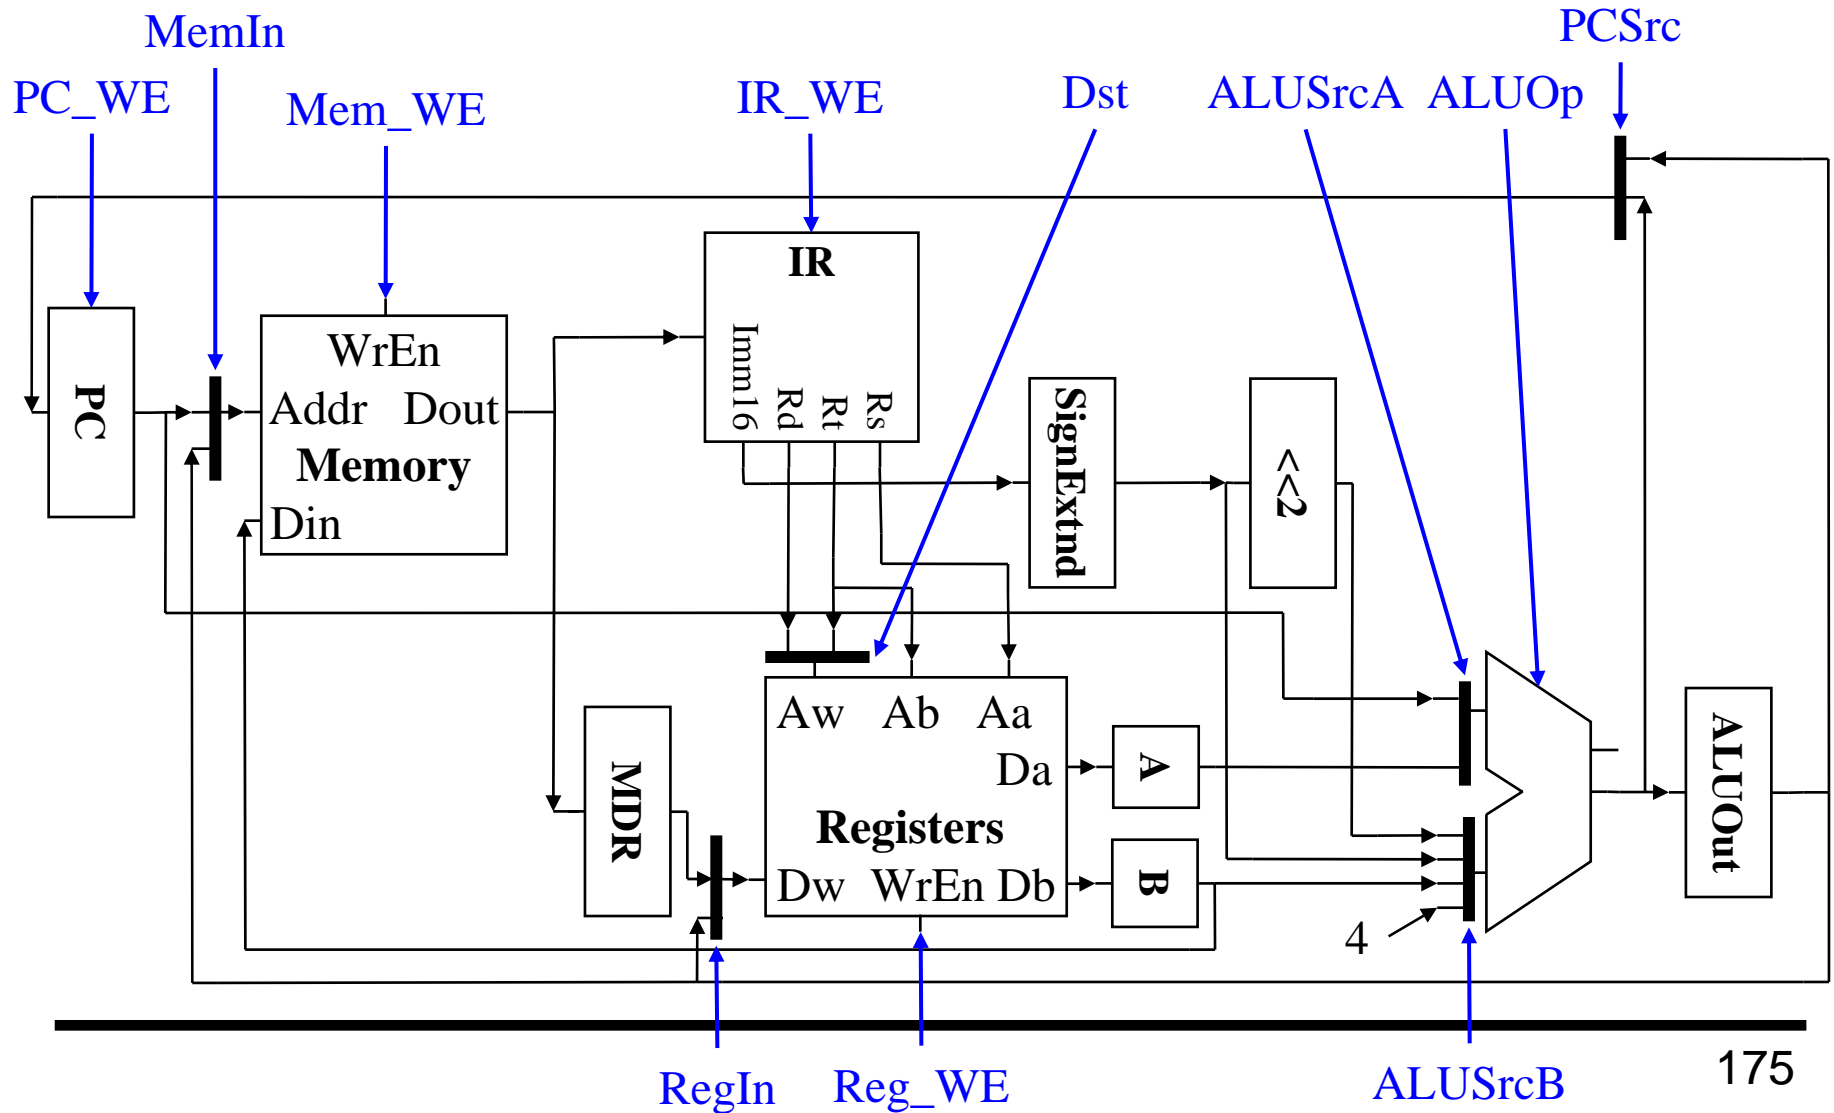 MemIn
PCSrc
PC_WE
Mem_WE
IR_WE
Dst
ALUSrcA
ALUOp
IR
Imm16
Rd
Rt
Rs
PC
WrEn
Addr
Dout
Memory
Din
SignExtnd
<<2
Aw
Ab
Aa
Da
Registers
Dw
WrEn
Db
MDR
A
B
4
ALUOut
RegIn
Reg_WE
ALUSrcB
175